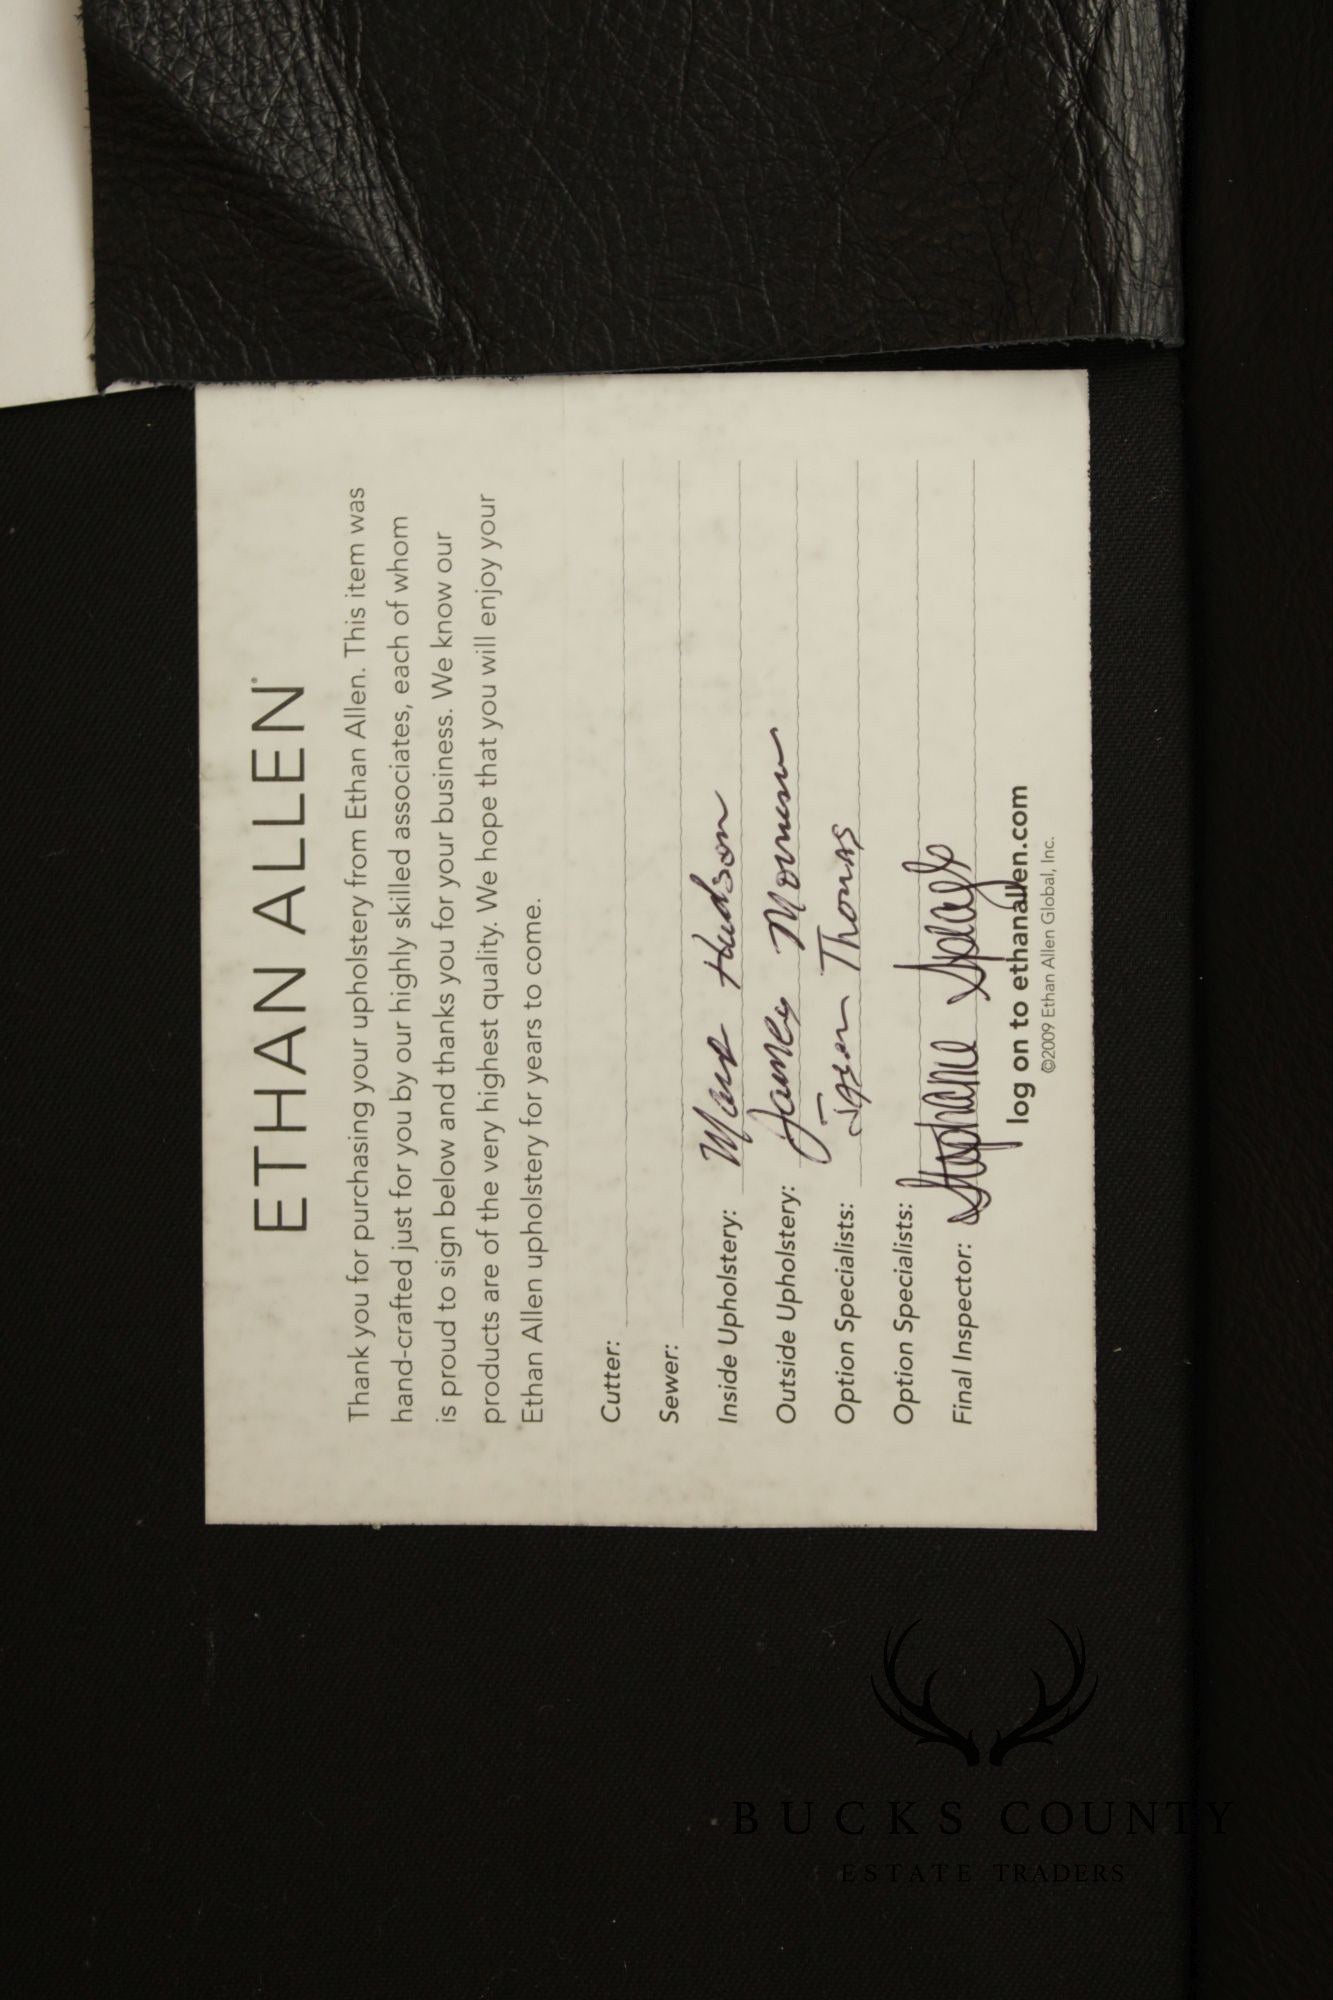 ETHAN ALLEN®
Thank you for purchasing your upholstery from Ethan Allen. This item was
hand-crafted just for you by our highly skilled associates, each of whom
is proud to sign below and thanks you for your business. We know our
products are of the very highest quality. We hope that you will enjoy your
Ethan Allen upholstery for years to come.
Cutter:
Sewer:
Inside Upholstery: Hudson
Outside Upholstery: James
Option Specialists: Jason Thomas
Option Specialists:
Final Inspector: Stephanie
log on to ethanallen.com
©2009 Ethan Allen Global, Inc.
BUCKS COUNTY
ESTATE TRADERS